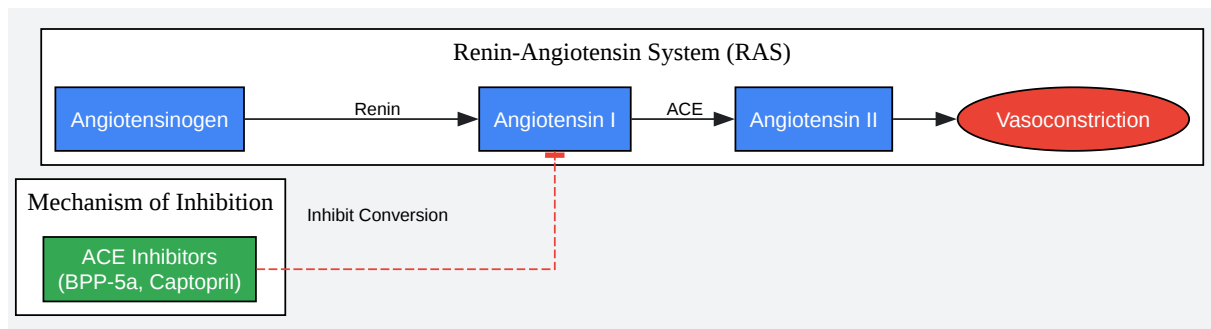 Renin-Angiotensin System (RAS)
Angiotensinogen
Renin
Angiotensin I
ACE
Angiotensin II
Vasoconstriction
Mechanism of Inhibition
Inhibit Conversion
ACE Inhibitors
(BPP-5a, Captopril)